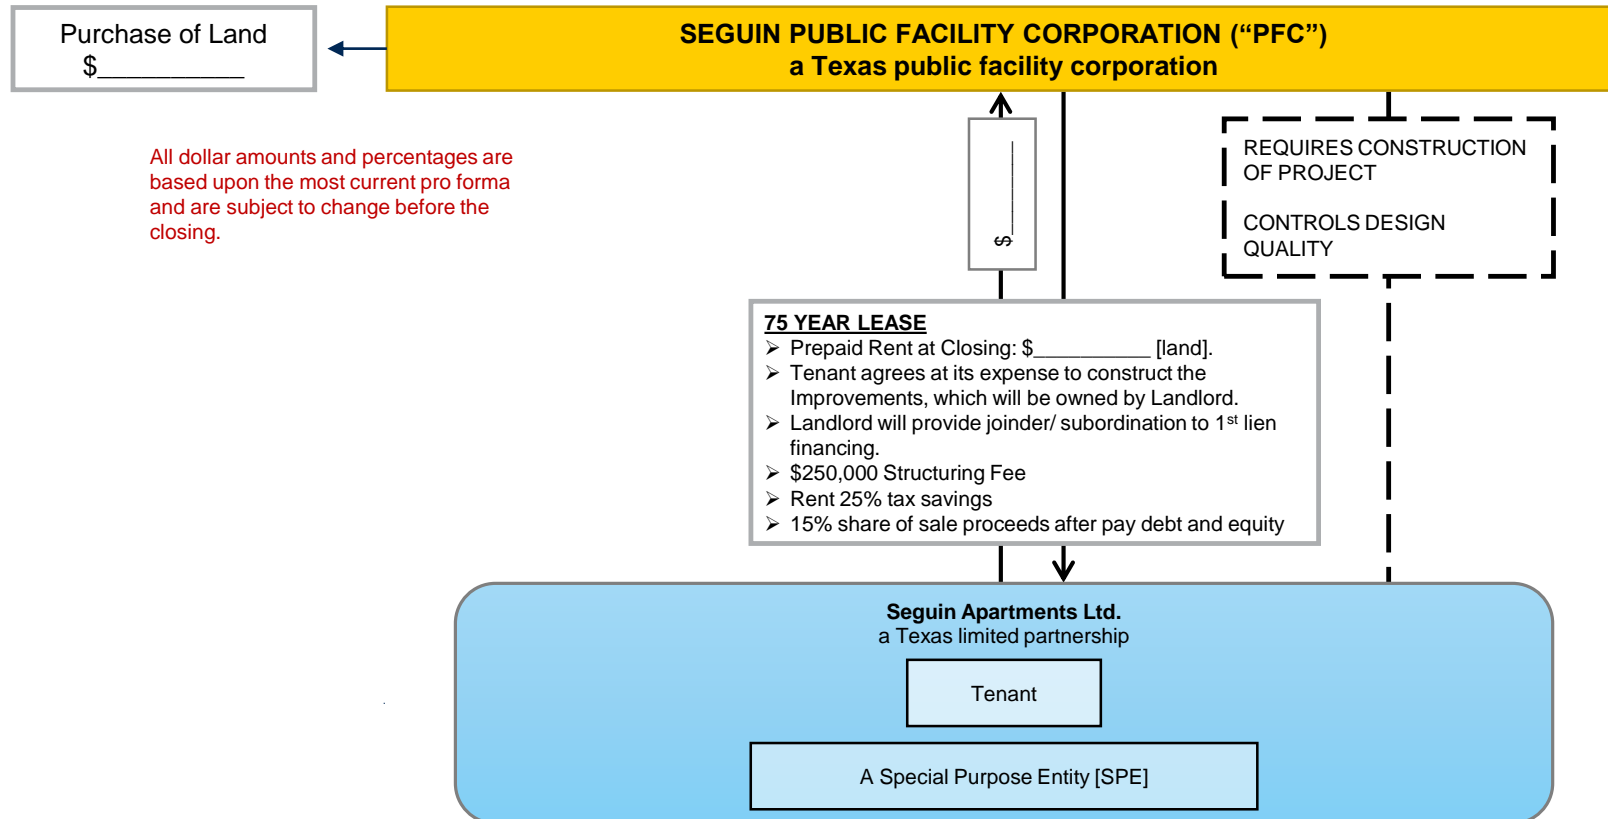 Purchase of Land
$__________
SEGUIN PUBLIC FACILITY CORPORATION (“PFC”)
a Texas public facility corporation
All dollar amounts and percentages are
based upon the most current pro forma
and are subject to change before the
closing.
$________
REQUIRES CONSTRUCTION
OF PROJECT
CONTROLS DESIGN
QUALITY
75 YEAR LEASE
➢ Prepaid Rent at Closing: $__________ [land].
➢ Tenant agrees at its expense to construct the
Improvements, which will be owned by Landlord.
➢ Landlord will provide joinder/ subordination to 1st lien
financing.
➢ $250,000 Structuring Fee
➢ Rent 25% tax savings
➢ 15% share of sale proceeds after pay debt and equity
Seguin Apartments Ltd.
a Texas limited partnership
Tenant
A Special Purpose Entity [SPE]